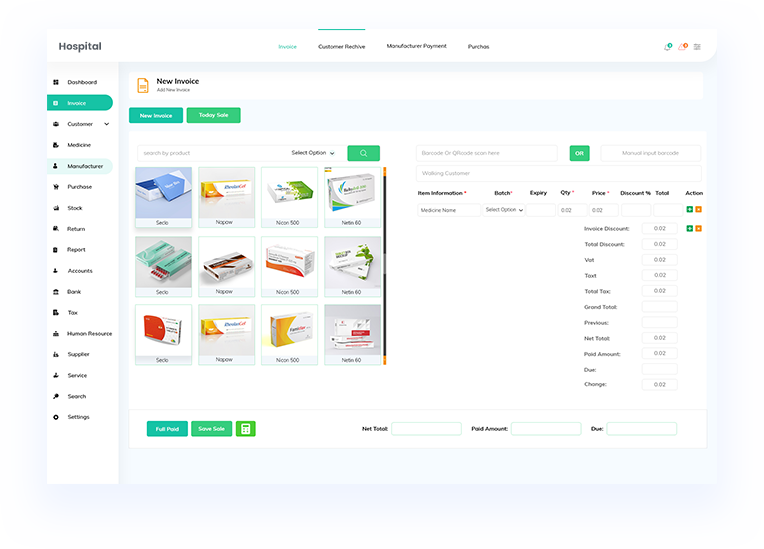 Hospital
Invoice
Customer Rechive
Manufacturer Payment
Purchas
Dashboard
Invoice
Customer
Medicine
Manufacturer
Purchase
Stock
Return
Report
Accounts
Bank
Tax
Human Resource
Supplier
Service
Search
Settings
New Invoice
Add New Invoice
New Invoice
Today Sale
search by product
Select Option
Seclo
Napaw
Nicon 500
Netlin 60
Seclo
Napaw
Nicon 500
Netlin 60
Seclo
Napaw
Nicon 500
Netlin 60
Barcode Or QRcode scan here
OR
Manual input barcode
Walking Customer
Item Information * Batch* Expiry Qty * Price * Discount % Total Action
Medicine Name Select Option 0.02 0.02
Invoice Discount: 0.02
Total Discount: 0.02
Vat 0.02
Taxt 0.02
Total Tax: 0.02
Grand Total:
Previous:
Net Total: 0.02
Paid Amount: 0.02
Due:
Change: 0.02
Full Paid
Save Sale
Net Total:
Paid Amount:
Due: